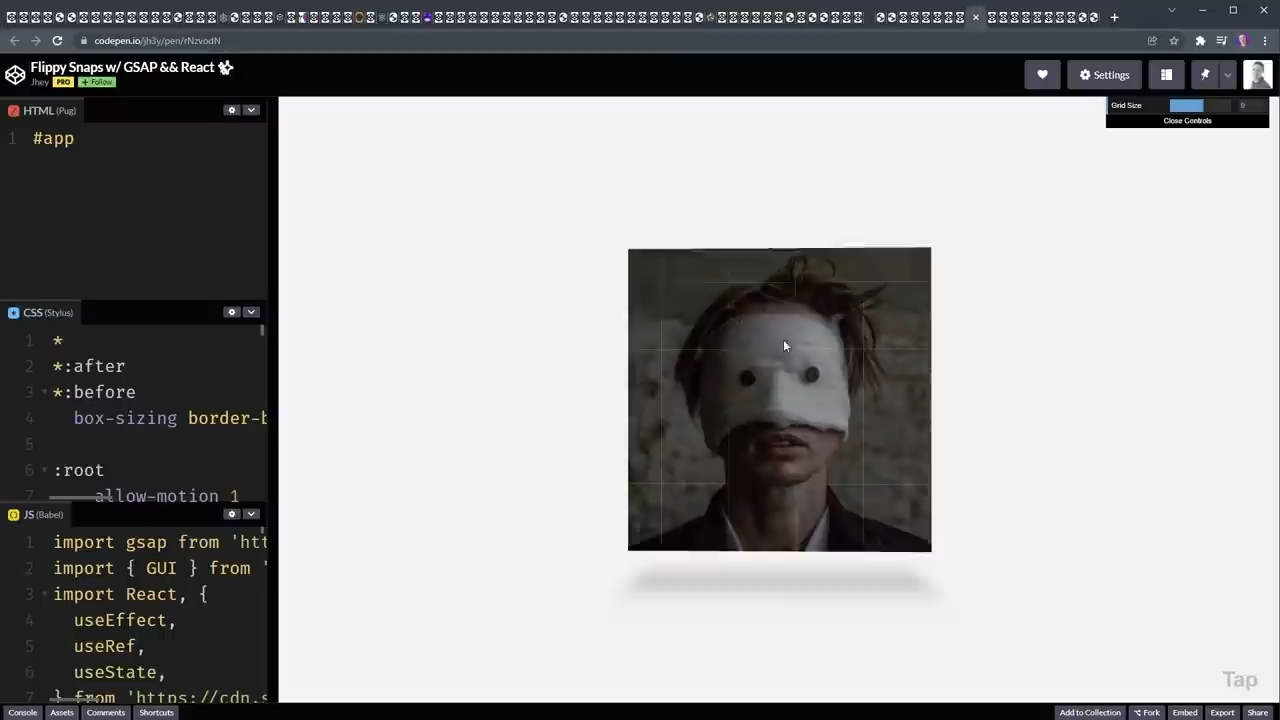 codepen.io/jh3y/pen/rNzvodN
Flippy Snaps w/ GSAP && React
Jhey PRO + Follow
Settings
HTML (Pug)
1 #app
CSS (Stylus)
1 *
2 *:after
3 *:before
4 box-sizing border-b
5
6 :root
7 allow-motion 1
JS (Babel)
1 import gsap from 'htt
2 import { GUI } from '
3 import React, {
4 useEffect,
5 useRef,
6 useState,
7 } from 'https://cdn.s
Grid Size 9
Close Controls
Tap
Console Assets Comments Shortcuts
Add to Collection Fork Embed Export Share